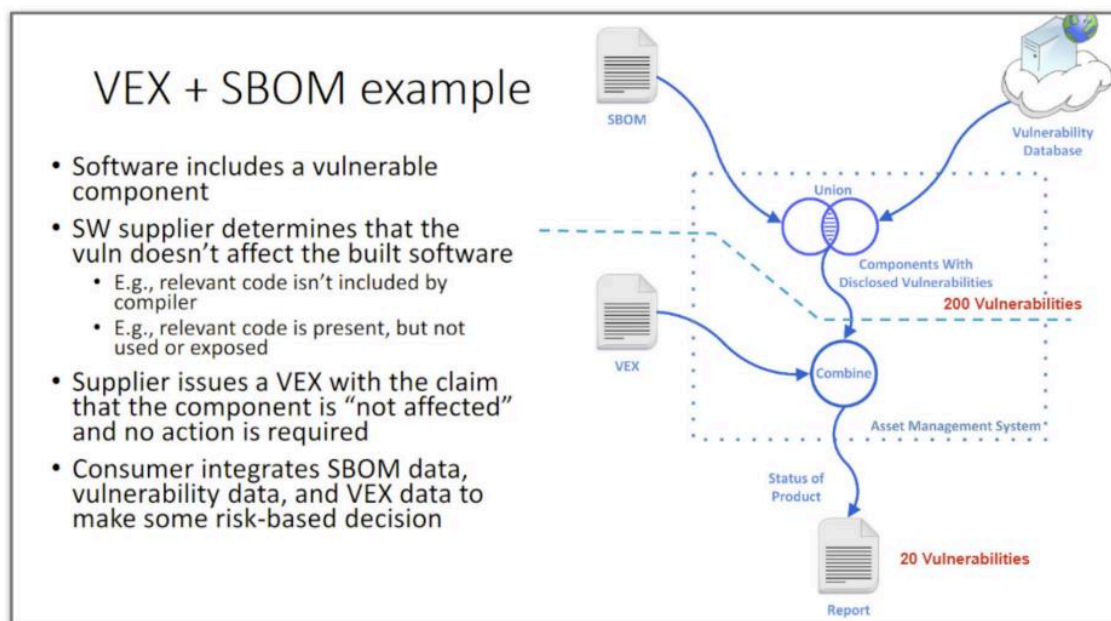 VEX + SBOM example
• Software includes a vulnerable
component
• SW supplier determines that the
vuln doesn't affect the built software
• E.g., relevant code isn't included by
compiler
• E.g., relevant code is present, but not
used or exposed
• Supplier issues a VEX with the claim
that the component is “not affected”
and no action is required
• Consumer integrates SBOM data,
vulnerability data, and VEX data to
make some risk-based decision
SBOM
Vulnerability
Database
Union
Components With
Disclosed Vulnerabilities
200 Vulnerabilities
VEX
Combine
Asset Management System
Status of
Product
20 Vulnerabilities
Report